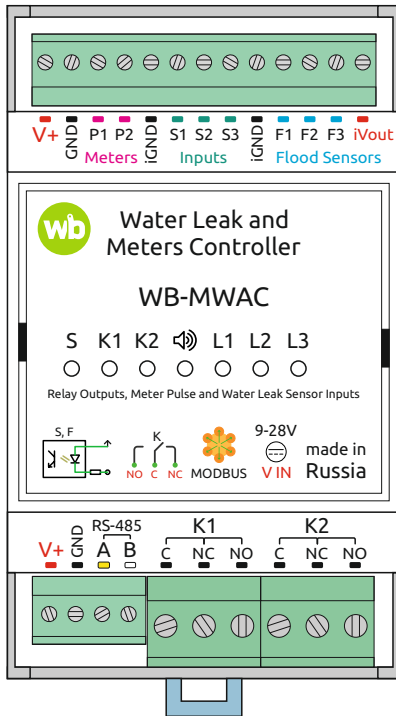 V+ GND P1 P2 iGND S1 S2 S3 iGND F1 F2 F3 iVout
Meters Inputs Flood Sensors
wb
Water Leak and
Meters Controller
WB-MWAC
S K1 K2 L1 L2 L3
Relay Outputs, Meter Pulse and Water Leak Sensor Inputs
S, F
K
NO C NC
MODBUS
9-28V
V IN
made in
Russia
RS-485 K1 K2
V+ GND A B C NC NO C NC NO